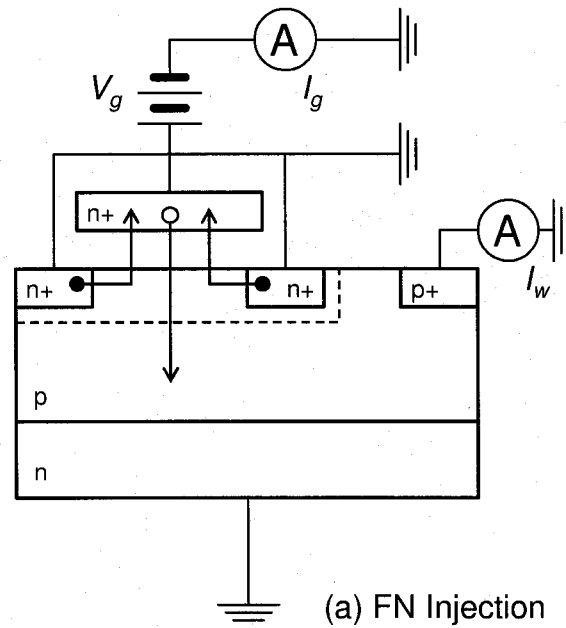 A
V_g
I_g
n+
A
n+
n+
p+
I_w
p
n
(a) FN Injection